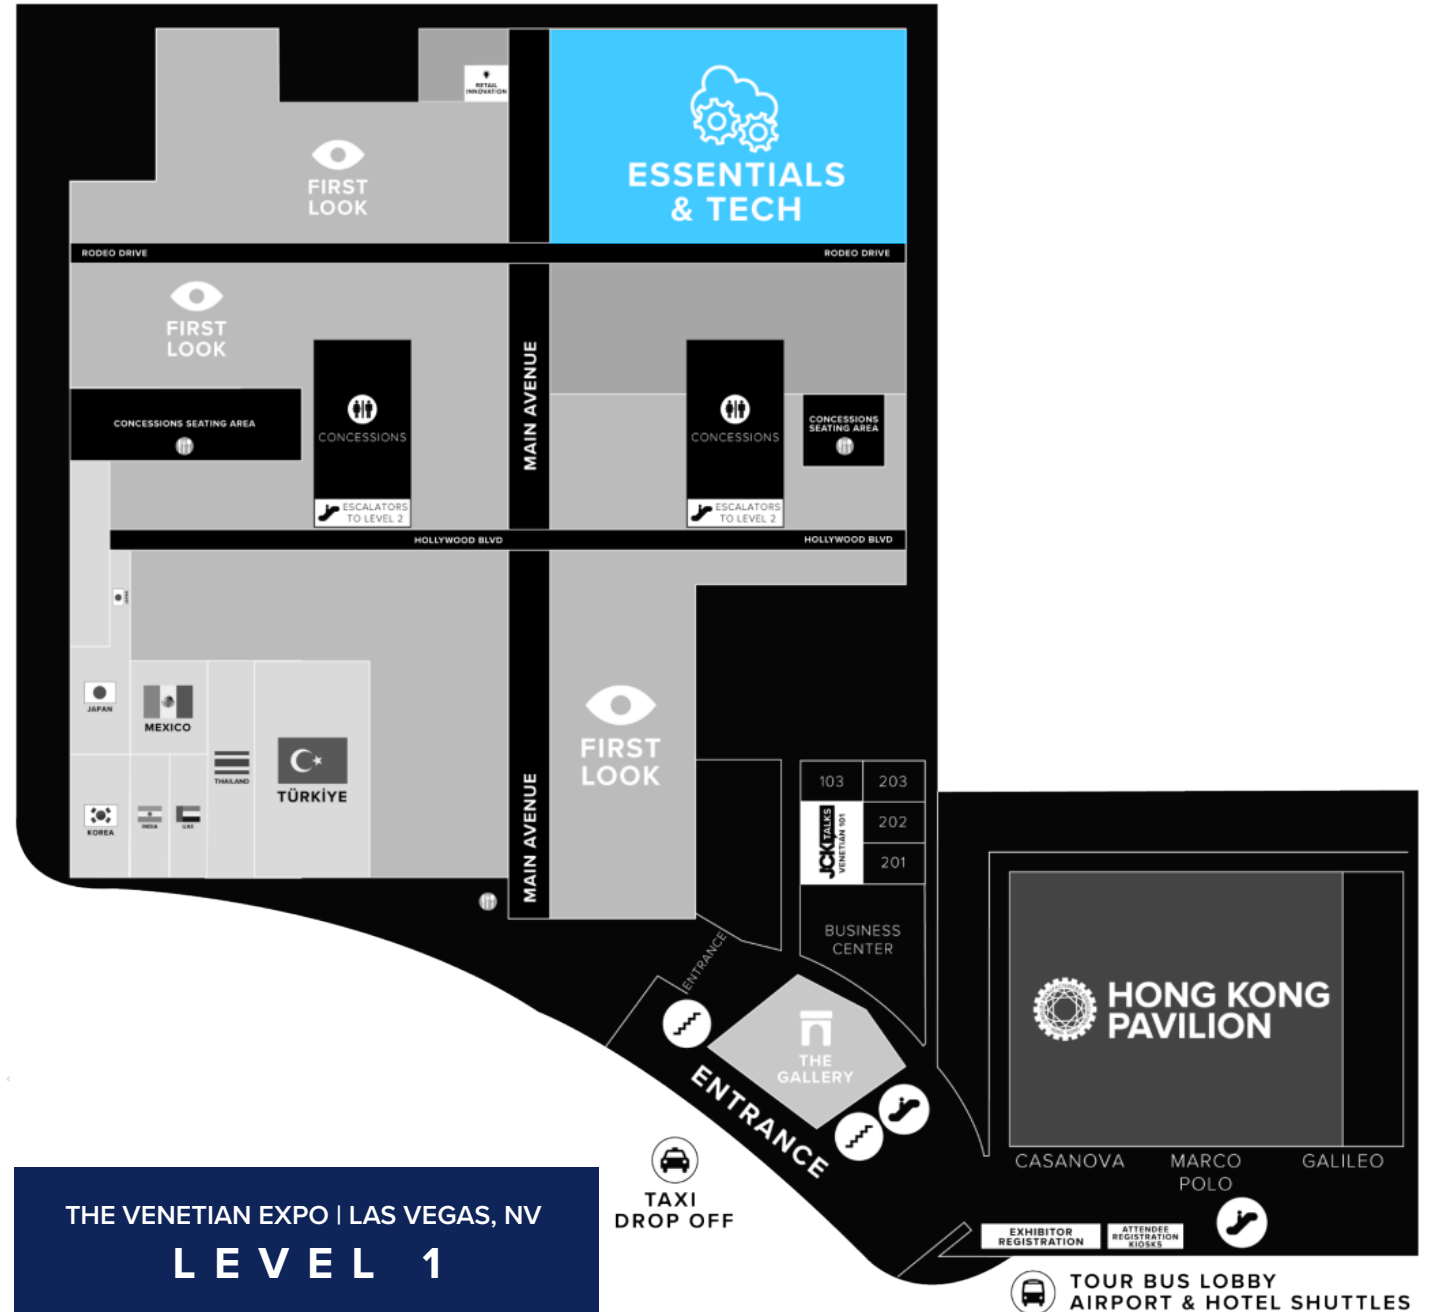 RETAIL
INNOVATION
ESSENTIALS
& TECH
FIRST
LOOK
RODEO DRIVE
RODEO DRIVE
FIRST
LOOK
MAIN AVENUE
CONCESSIONS SEATING AREA
CONCESSIONS
CONCESSIONS
CONCESSIONS
SEATING AREA
ESCALATORS
TO LEVEL 2
ESCALATORS
TO LEVEL 2
HOLLYWOOD BLVD
HOLLYWOOD BLVD
JAPAN
MEXICO
THAILAND
TÜRKİYE
KOREA
INDIA
UAE
FIRST
LOOK
MAIN AVENUE
103
203
202
201
JCK TALKS
VENETIAN 101
BUSINESS
CENTER
ENTRANCE
THE
GALLERY
ENTRANCE
HONG KONG
PAVILION
CASANOVA
MARCO
POLO
GALILEO
TAXI
DROP OFF
EXHIBITOR
REGISTRATION
ATTENDEE
REGISTRATION
KIOSKS
TOUR BUS LOBBY
AIRPORT & HOTEL SHUTTLES
THE VENETIAN EXPO | LAS VEGAS, NV
LEVEL 1